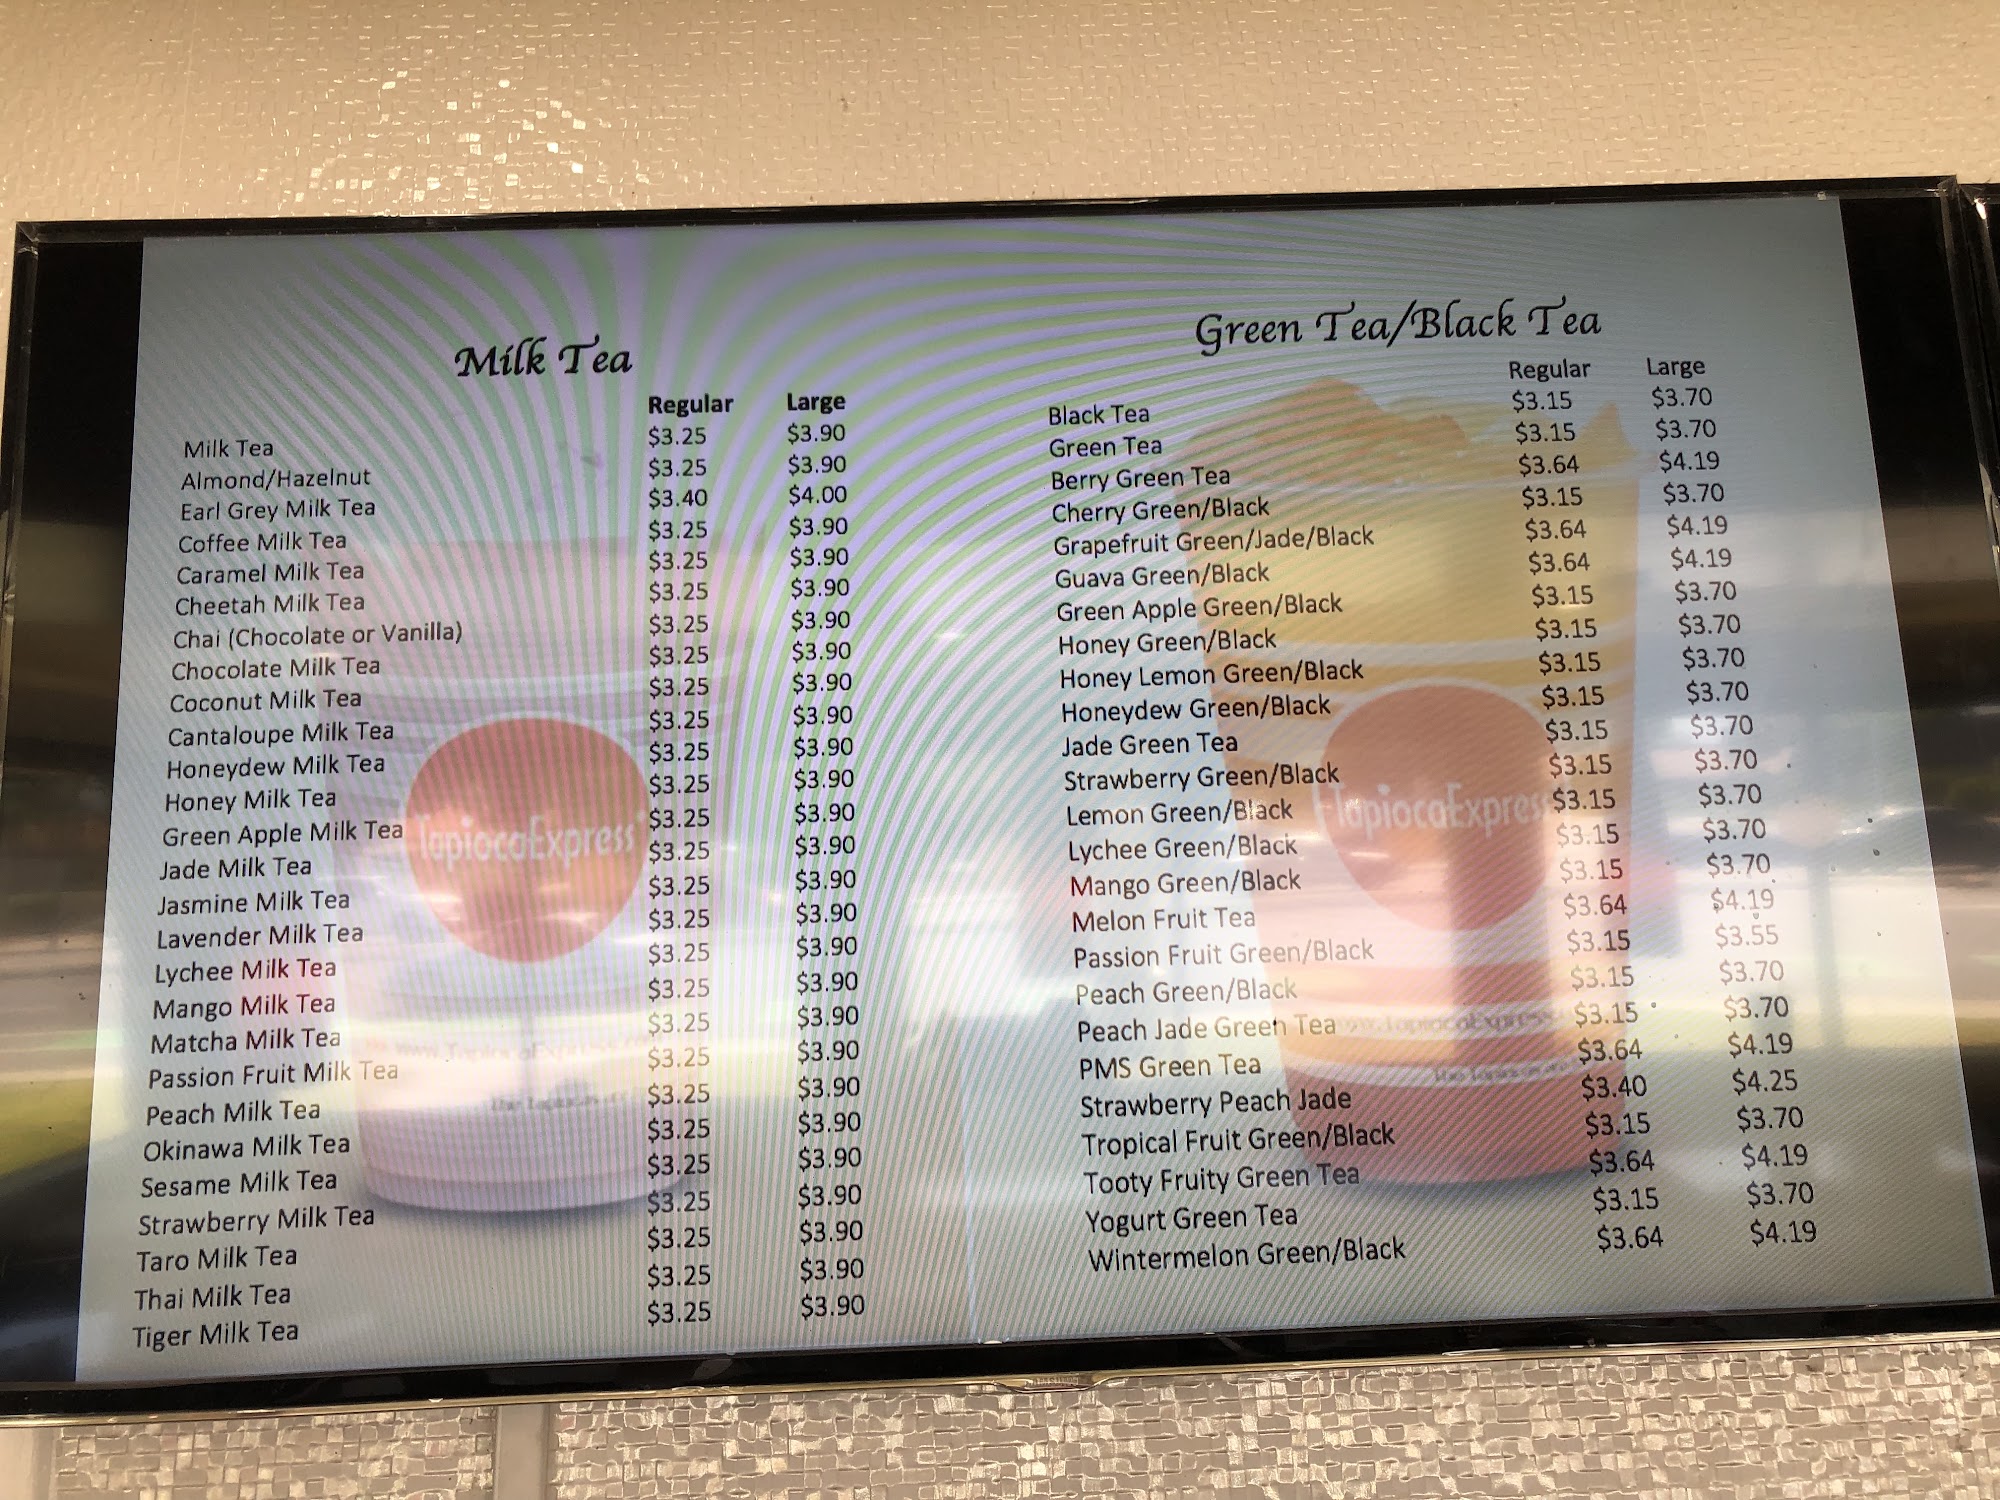 Milk Tea
Regular Large
Milk Tea $3.25 $3.90
Almond/Hazelnut $3.25 $3.90
Earl Grey Milk Tea $3.40 $4.00
Coffee Milk Tea $3.25 $3.90
Caramel Milk Tea $3.25 $3.90
Cheetah Milk Tea $3.25 $3.90
Chai (Chocolate or Vanilla) $3.25 $3.90
Chocolate Milk Tea $3.25 $3.90
Coconut Milk Tea $3.25 $3.90
Cantaloupe Milk Tea $3.25 $3.90
Honeydew Milk Tea $3.25 $3.90
Honey Milk Tea $3.25 $3.90
Green Apple Milk Tea $3.25 $3.90
Jade Milk Tea $3.25 $3.90
Jasmine Milk Tea $3.25 $3.90
Lavender Milk Tea $3.25 $3.90
Lychee Milk Tea $3.25 $3.90
Mango Milk Tea $3.25 $3.90
Matcha Milk Tea $3.25 $3.90
Passion Fruit Milk Tea $3.25 $3.90
Peach Milk Tea $3.25 $3.90
Okinawa Milk Tea $3.25 $3.90
Sesame Milk Tea $3.25 $3.90
Strawberry Milk Tea $3.25 $3.90
Taro Milk Tea $3.25 $3.90
Thai Milk Tea $3.25 $3.90
Tiger Milk Tea $3.25 $3.90
TapiocaExpress
Green Tea/Black Tea
Regular Large
Black Tea $3.15 $3.70
Green Tea $3.15 $3.70
Berry Green Tea $3.64 $4.19
Cherry Green/Black $3.15 $3.70
Grapefruit Green/Jade/Black $3.64 $4.19
Guava Green/Black $3.64 $4.19
Green Apple Green/Black $3.15 $3.70
Honey Green/Black $3.15 $3.70
Honey Lemon Green/Black $3.15 $3.70
Honeydew Green/Black $3.15 $3.70
Jade Green Tea $3.15 $3.70
Strawberry Green/Black $3.15 $3.70
Lemon Green/Black $3.15 $3.70
Lychee Green/Black $3.15 $3.70
Mango Green/Black $3.15 $3.70
Melon Fruit Tea $3.64 $4.19
Passion Fruit Green/Black $3.15 $3.55
Peach Green/Black $3.15 $3.70
Peach Jade Green Tea $3.15 $3.70
PMS Green Tea $3.64 $4.19
Strawberry Peach Jade $3.40 $4.25
Tropical Fruit Green/Black $3.15 $3.70
Tooty Fruity Green Tea $3.64 $4.19
Yogurt Green Tea $3.15 $3.70
Wintermelon Green/Black $3.64 $4.19
TapiocaExpress